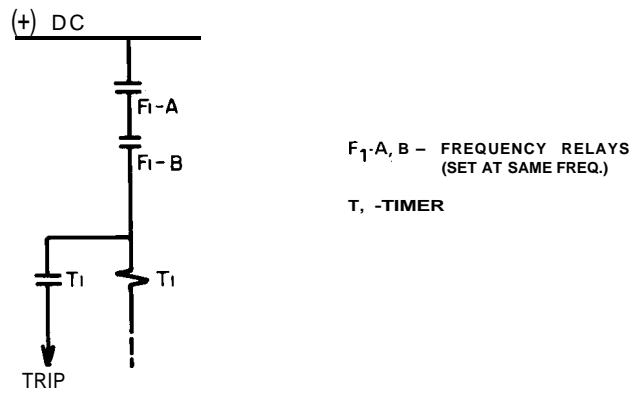 (+) DC
F1-A
F1-B
F1-A, B – FREQUENCY RELAYS
(SET AT SAME FREQ.)
T, -TIMER
T1
T1
TRIP